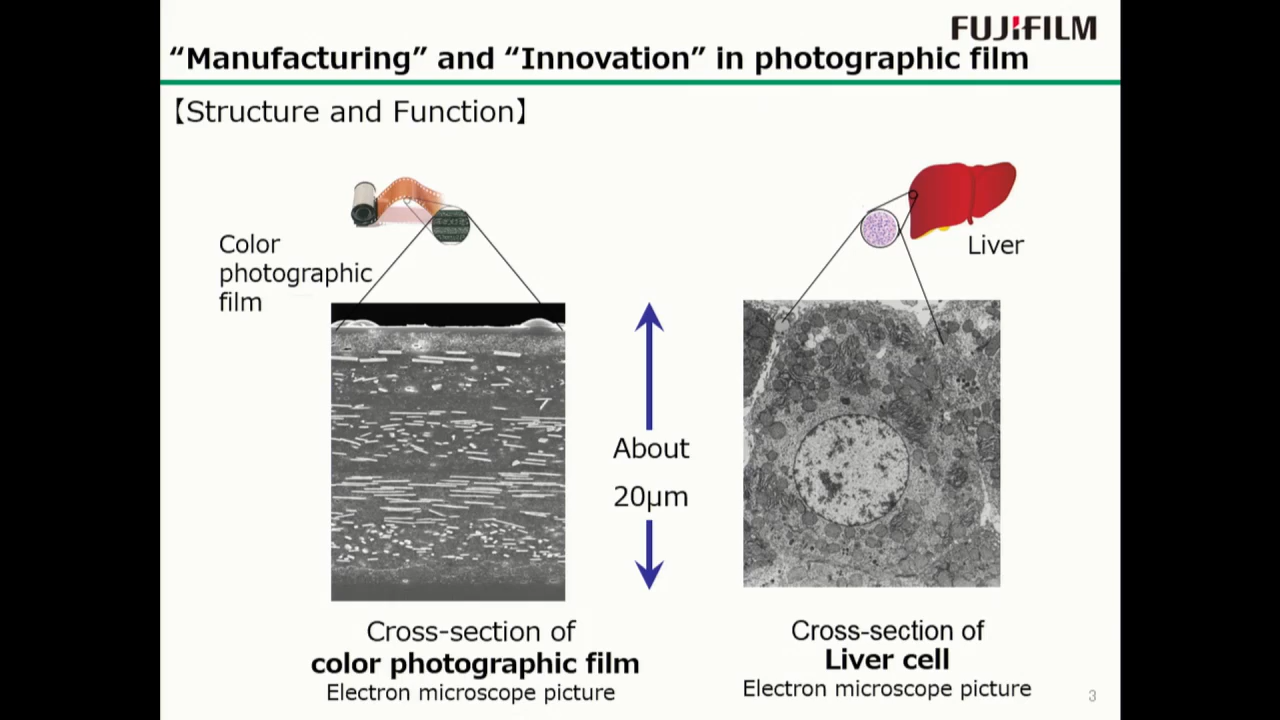 FUJIFILM
“Manufacturing” and “Innovation” in photographic film
【Structure and Function】
Color
photographic
film
Liver
About
20μm
Cross-section of
color photographic film
Electron microscope picture
Cross-section of
Liver cell
Electron microscope picture
3